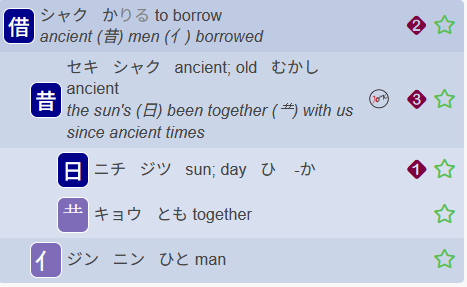 借 シャク かりる to borrow 2
ancient (昔) men (亻) borrowed
昔 セキ シャク ancient; old むかし
ancient 3
the sun's (日) been together (龷) with us
since ancient times
日 ニチ ジツ sun; day ひ -か 1
龷 キョウ とも together
亻 ジン ニン ひと man